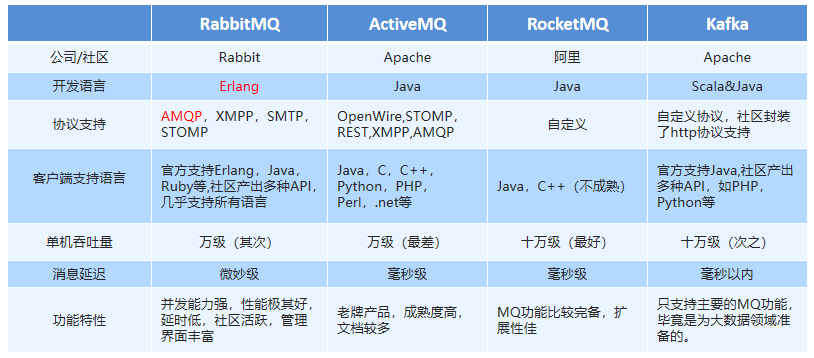 RabbitMQ ActiveMQ RocketMQ Kafka
公司/社区 Rabbit Apache 阿里 Apache
开发语言 Erlang Java Java Scala&Java
协议支持 AMQP，XMPP，SMTP，
STOMP
OpenWire,STOMP，
REST,XMPP,AMQP
自定义
自定义协议，社区封装
了http协议支持
客户端支持语言
官方支持Erlang，Java，
Ruby等,社区产出多种API，
几乎支持所有语言
Java，C，C++，
Python，PHP，
Perl，.net等
Java，C++（不成熟）
官方支持Java,社区产出
多种API，如PHP，
Python等
单机吞吐量 万级（其次） 万级（最差） 十万级（最好） 十万级（次之）
消息延迟 微妙级 毫秒级 毫秒级 毫秒以内
功能特性
并发能力强，性能极其好，
延时低，社区活跃，管理
界面丰富
老牌产品，成熟度高，
文档较多
MQ功能比较完备，扩
展性佳
只支持主要的MQ功能，
毕竟是为大数据领域准
备的。